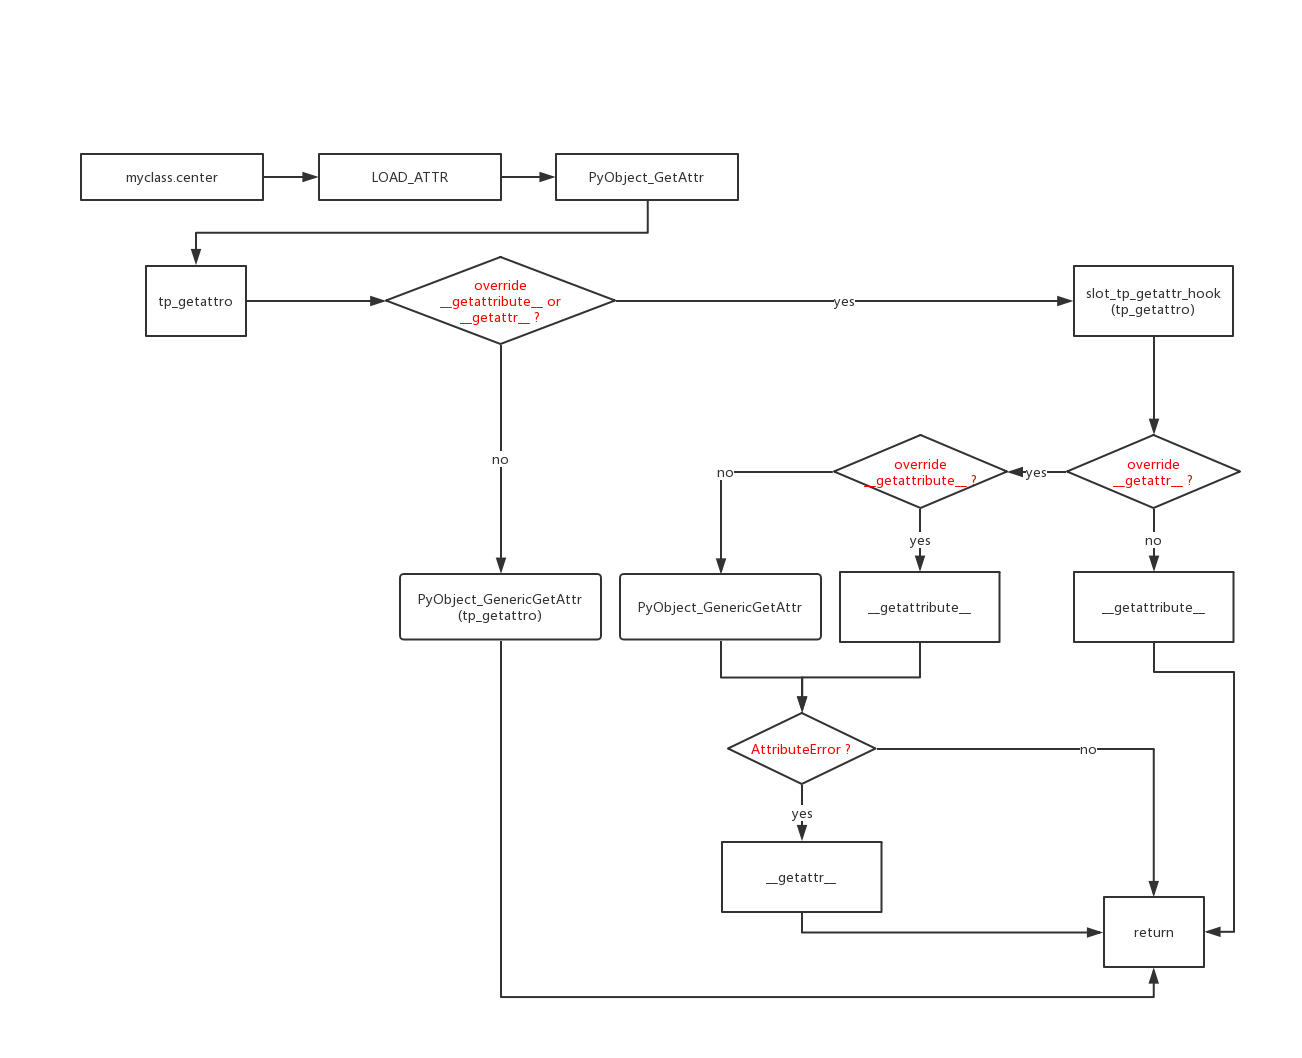 myclass.center
LOAD_ATTR
PyObject_GetAttr
tp_getattro
override
__getattribute__ or
__getattr__ ?
yes
slot_tp_getattr_hook
(tp_getattro)
no
no
override
__getattribute__ ?
yes
override
__getattr__ ?
yes
no
PyObject_GenericGetAttr
(tp_getattro)
PyObject_GenericGetAttr
__getattribute__
__getattribute__
AttributeError ?
no
yes
__getattr__
return